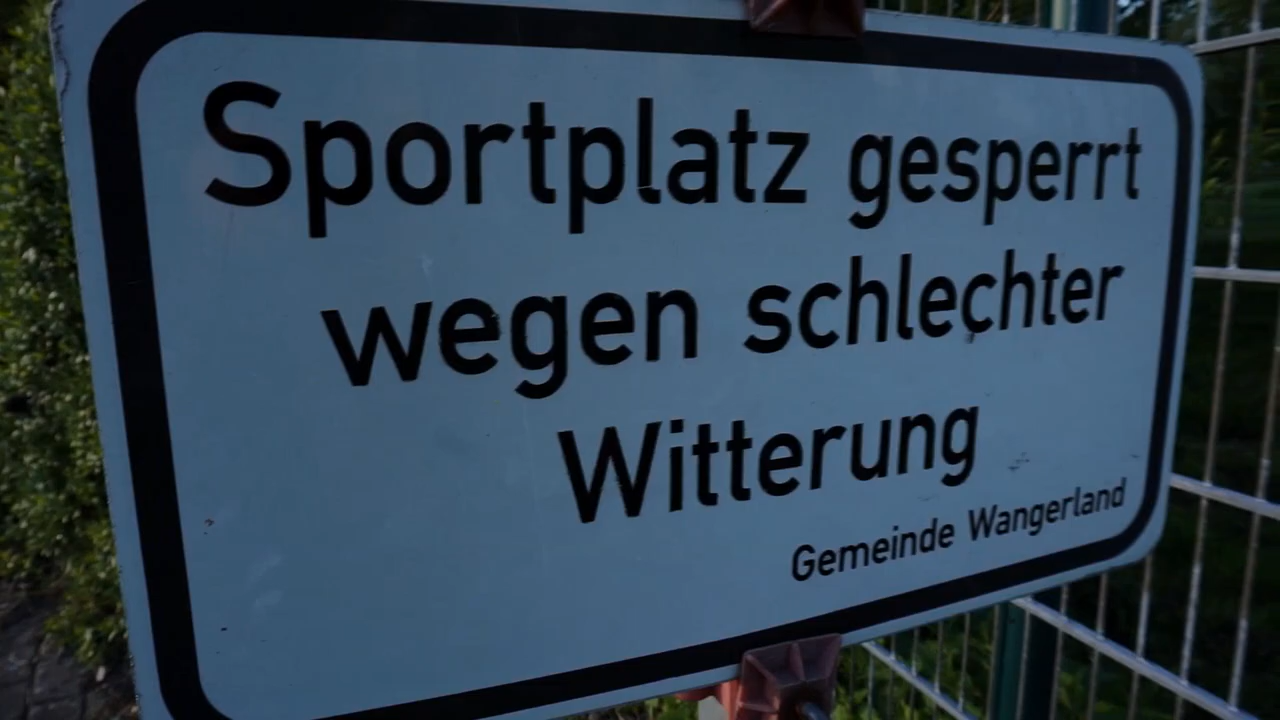 Sportplatz gesperrt
wegen schlechter
Witterung
Gemeinde Wangerland